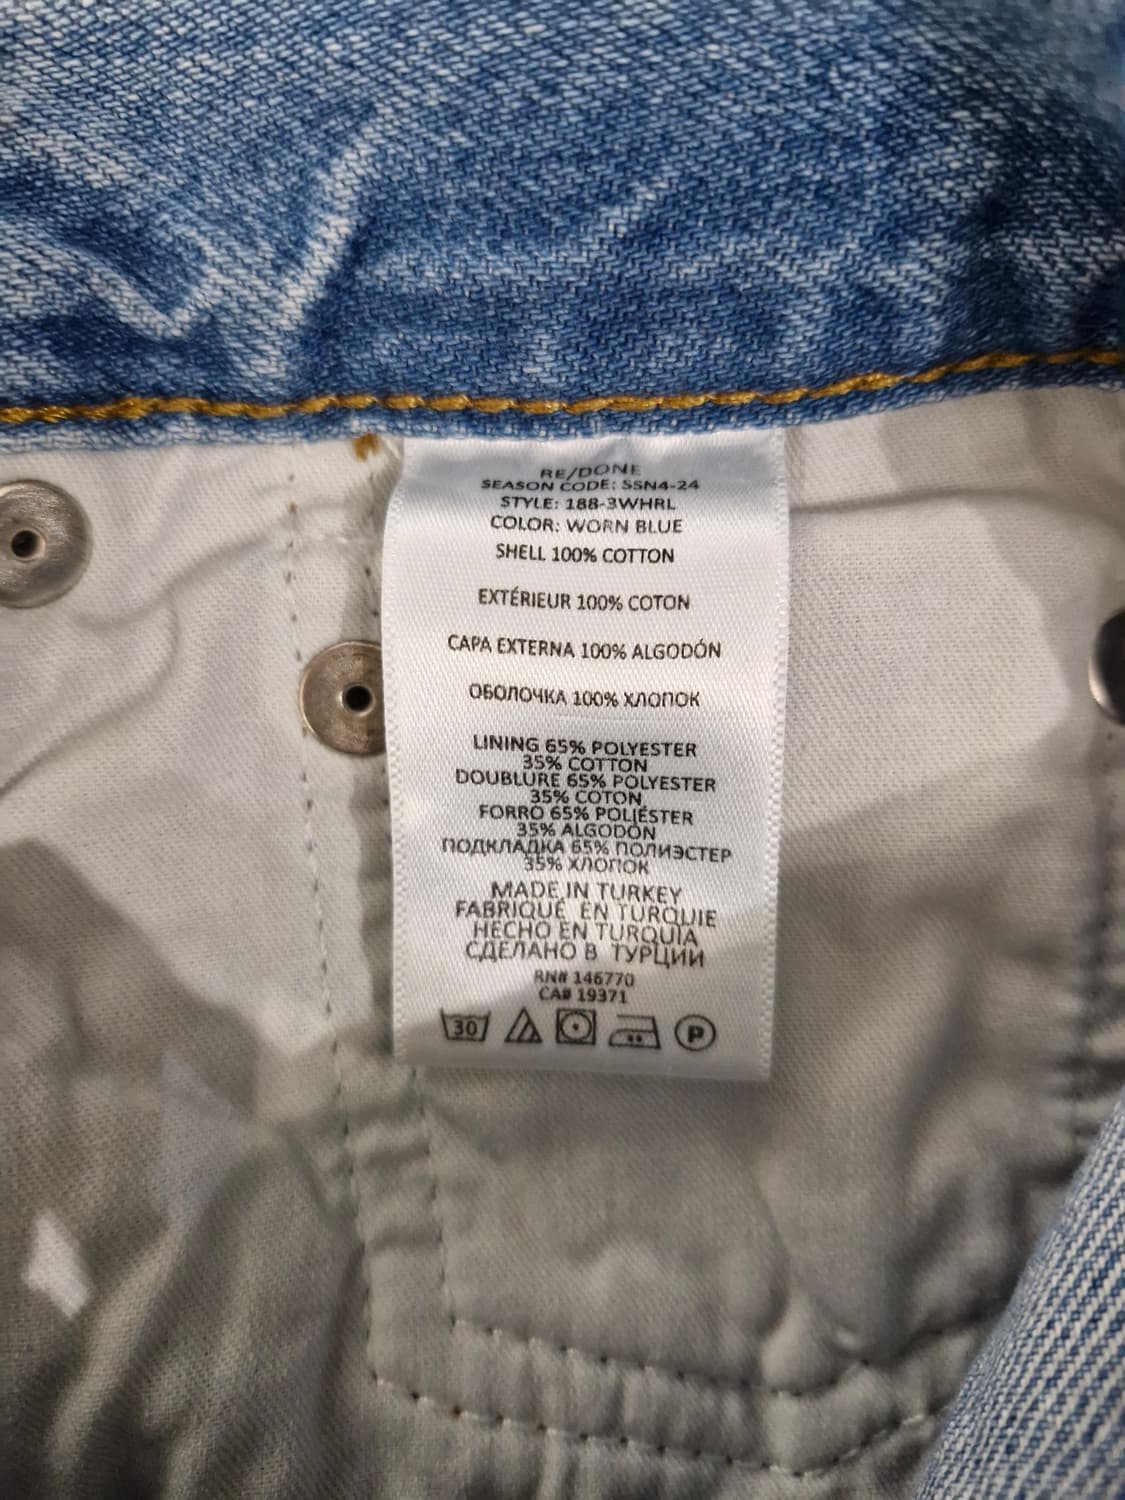 RE/DONE
SEASON CODE: SSN4-24
STYLE: 188-3WHRL
COLOR: WORN BLUE
SHELL 100% COTTON
EXTÉRIEUR 100% COTON
CAPA EXTERNA 100% ALGODÓN
ОБОЛОЧКА 100% ХЛОПОК
LINING 65% POLYESTER
35% COTTON
DOUBLURE 65% POLYESTER
35% COTON
FORRO 65% POLIÉSTER
35% ALGODÓN
ПОДКЛАДКА 65% ПОЛИЭСТЕР
35% ХЛОПОК
MADE IN TURKEY
FABRIQUÉ EN TURQUIE
HECHO EN TURQUIA
СДЕЛАНО В ТУРЦИИ
RN# 146770
CA# 19371
30 P